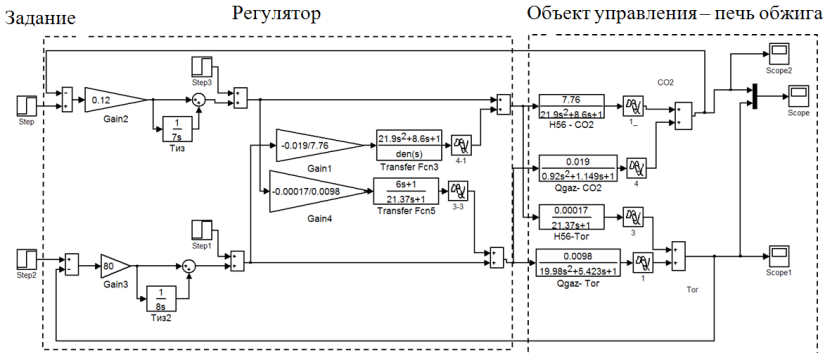 Задание
Регулятор
Объект управления – печь обжига
Step3
Scope2
CO2
Step
0.12
Gain2
1
7s
Tиз
7.76
21.9s²+8.6s+1
H56 - CO2
1_
Scope
-0.019/7.76
Gain1
21.9s²+8.6s+1
den(s)
Transfer Fcn3
4-1
0.019
0.92s²+1.149s+1
Qgaz- CO2
4
-0.00017/0.0098
Gain4
6s+1
21.37s+1
Transfer Fcn5
3-3
0.00017
21.37s+1
H56-Tor
3
Step1
Step2
80
Gain3
1
8s
Tиз2
0.0098
19.98s²+5.423s+1
Qgaz- Tor
1
Tor
Scope1